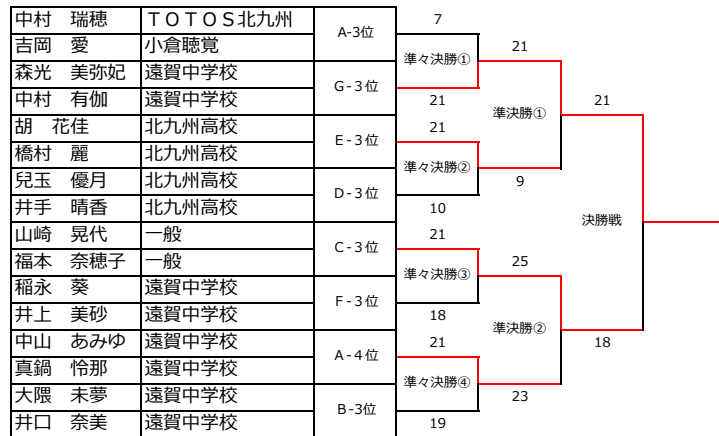 中村　瑞穂 ＴＯＴＯＳ北九州 A-3位 7
吉岡　愛 小倉聴覚 準々決勝① 21
森光　美弥妃 遠賀中学校 G-3位
中村　有伽 遠賀中学校 21 準決勝① 21
胡　花佳 北九州高校 E-3位 21
橋村　麗 北九州高校 準々決勝②
兒玉　優月 北九州高校 D-3位 9
井手　晴香 北九州高校 10 決勝戦
山崎　晃代 一般 C-3位 21
福本　奈穂子 一般 準々決勝③ 25
稲永　葵 遠賀中学校 F-3位
井上　美砂 遠賀中学校 18 準決勝② 18
中山　あみゆ 遠賀中学校 A-4位 21
真鍋　怜那 遠賀中学校 準々決勝④
大隈　未夢 遠賀中学校 B-3位 23
井口　奈美 遠賀中学校 19